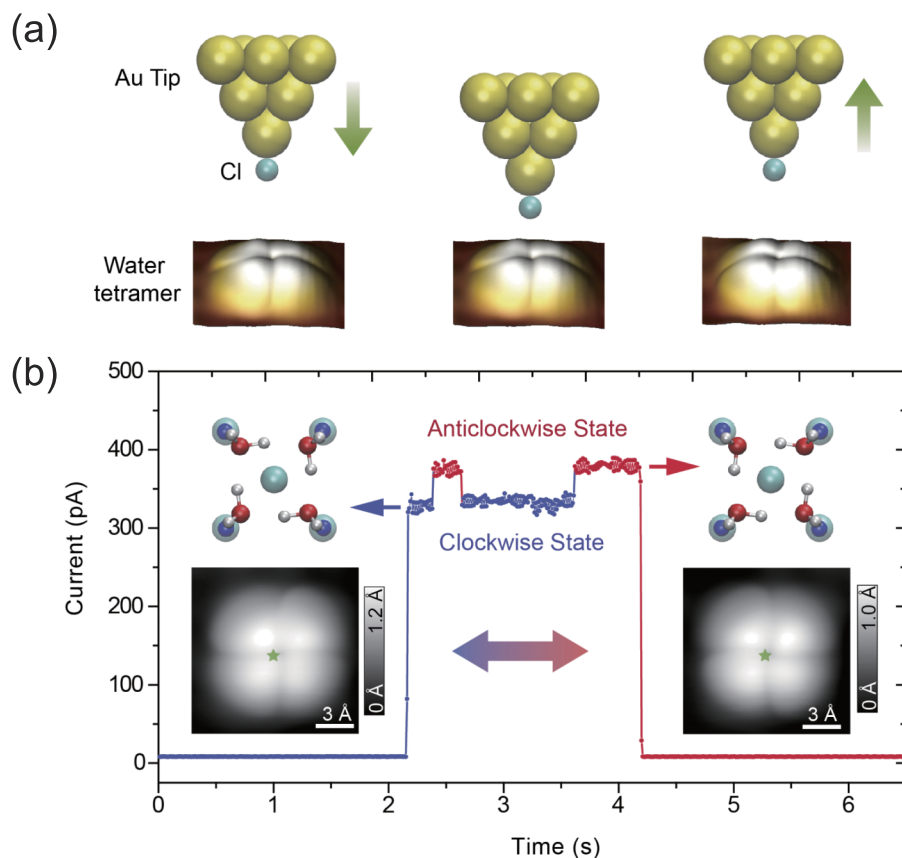 (a)
Au Tip
Cl
Water
tetramer
(b)
500
400
300
200
100
0
Current (pA)
Anticlockwise State
Clockwise State
0 Å 1.2 Å
3 Å
0 Å 1.0 Å
3 Å
0 1 2 3 4 5 6
Time (s)